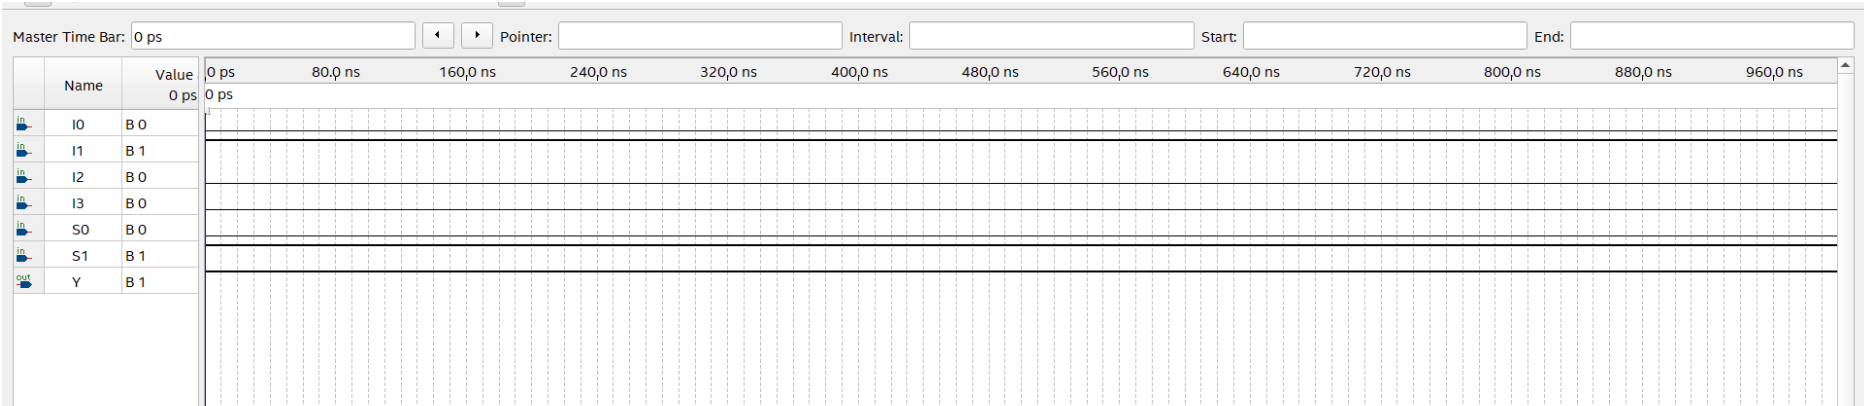 Master Time Bar: 0 ps Pointer: Interval: Start: End:
Name Value 0 ps
0 ps 80.0 ns 160.0 ns 240.0 ns 320.0 ns 400.0 ns 480.0 ns 560.0 ns 640.0 ns 720.0 ns 800.0 ns 880.0 ns 960.0 ns
0 ps
in I0 B 0
in I1 B 1
in I2 B 0
in I3 B 0
in S0 B 0
in S1 B 1
out Y B 1